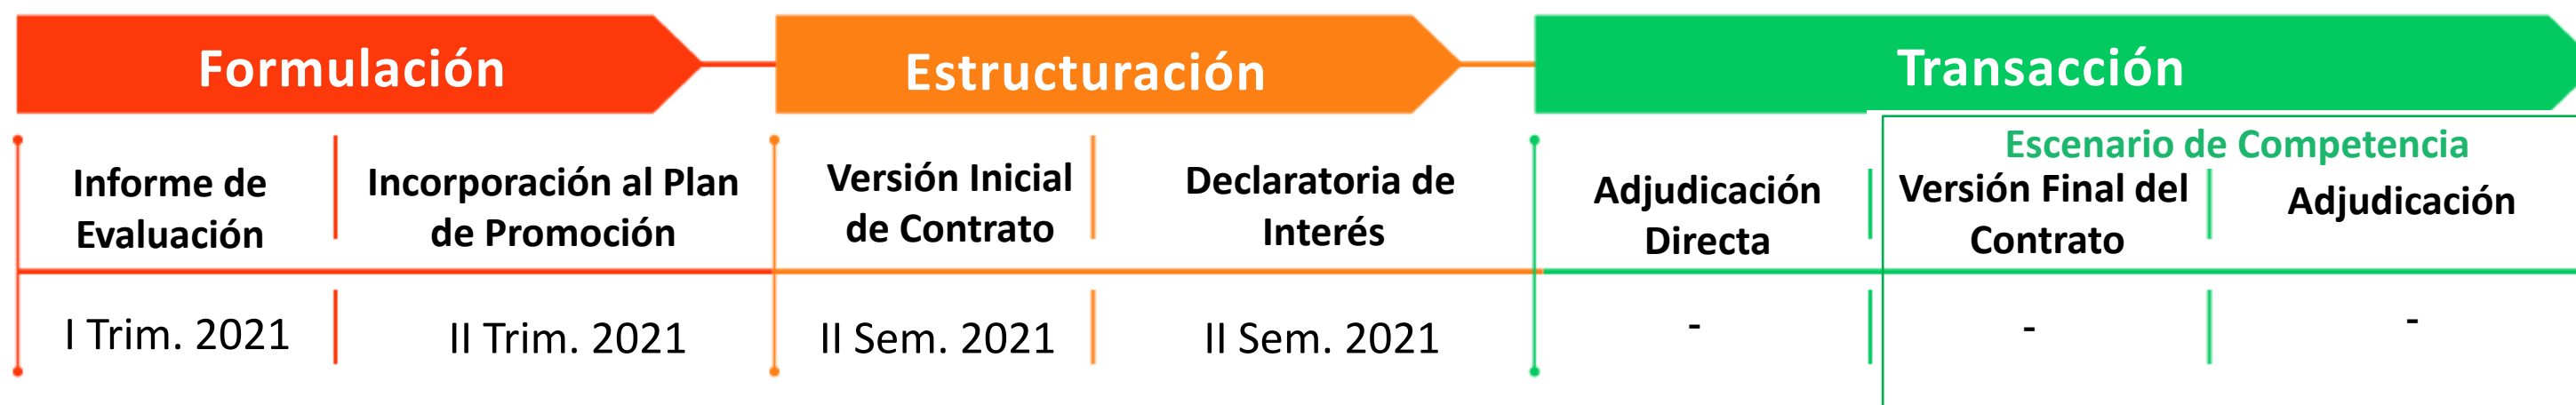 Formulación
Estructuración
Transacción
Escenario de Competencia
Informe de
Evaluación
Incorporación al Plan
de Promoción
Versión Inicial
de Contrato
Declaratoria de
Interés
Adjudicación
Directa
Versión Final del
Contrato
Adjudicación
I Trim. 2021
II Trim. 2021
II Sem. 2021
II Sem. 2021
-
-
-